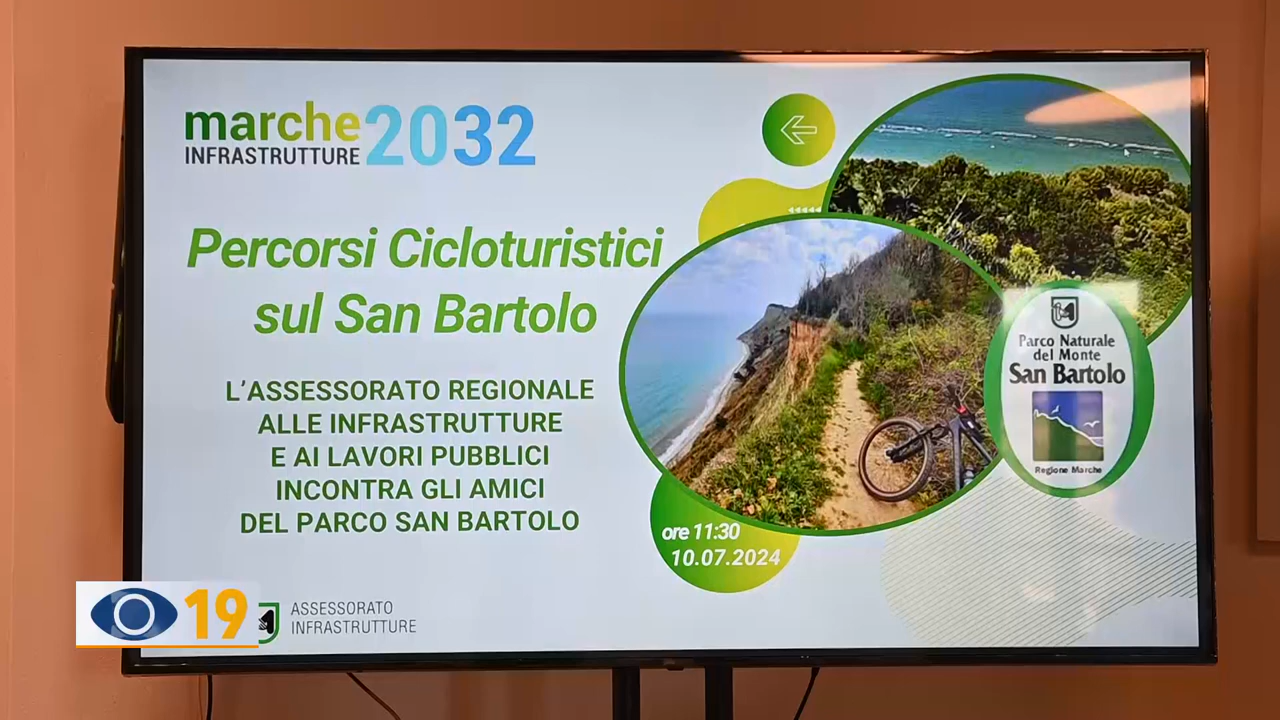 marche 2032
INFRASTRUTTURE
Percorsi Cicloturistici
sul San Bartolo
L'ASSESSORATO REGIONALE
ALLE INFRASTRUTTURE
E AI LAVORI PUBBLICI
INCONTRA GLI AMICI
DEL PARCO SAN BARTOLO
ore 11:30
10.07.2024
Parco Naturale
del Monte
San Bartolo
Regione Marche
19
ASSESSORATO
INFRASTRUTTURE